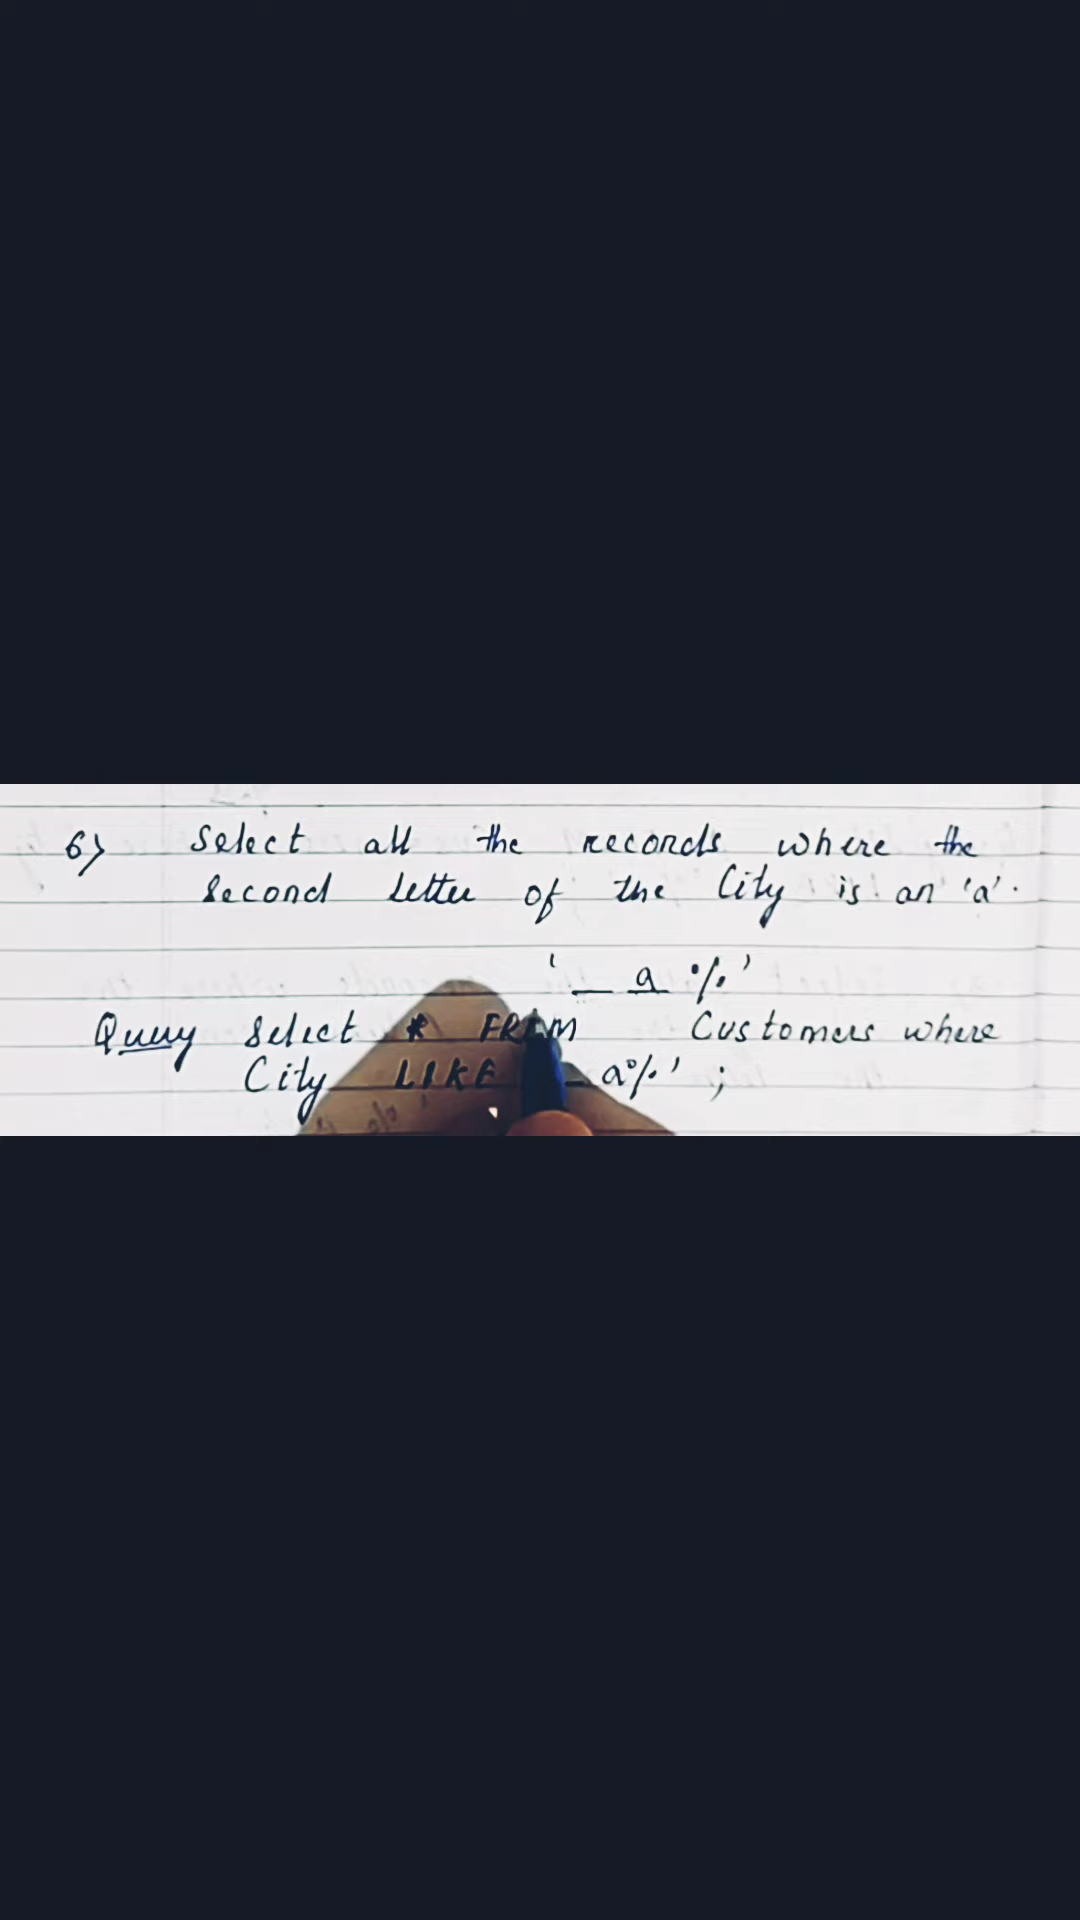 6) Select all the records where the
Second letter of the City is an 'a'.
'_ a %'
Query Select * FROM Customers where
City LIKE _a%' ;